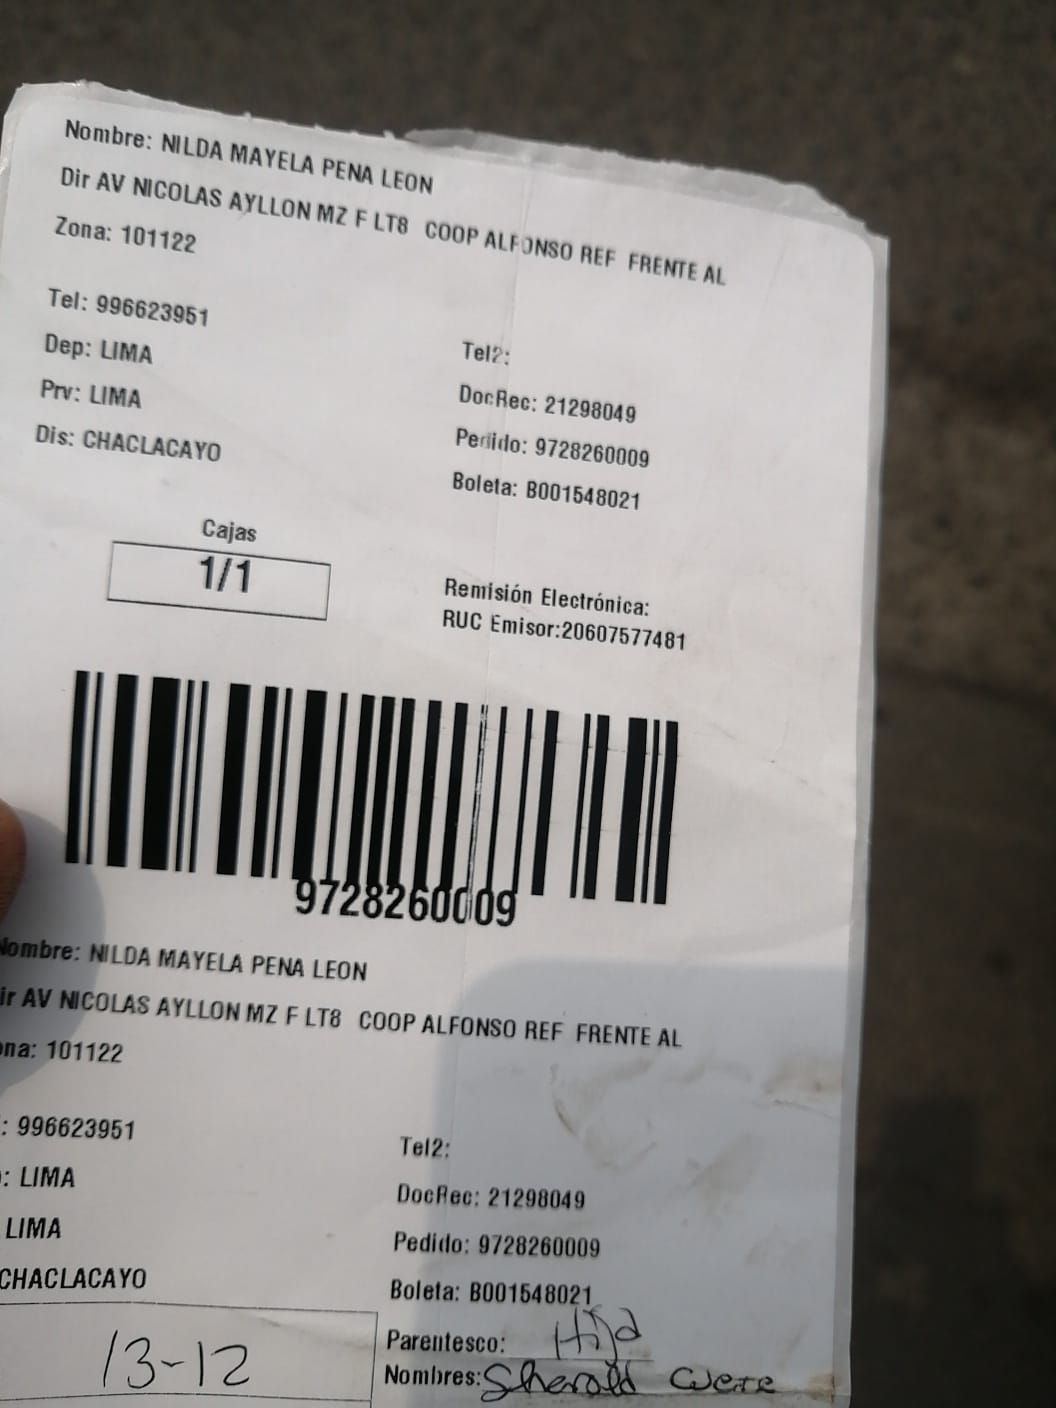 Nombre: NILDA MAYELA PENA LEON
Dir AV NICOLAS AYLLON MZ F LT8 COOP ALFONSO REF FRENTE AL
Zona: 101122
Tel: 996623951
Tel2:
Dep: LIMA
DocRec: 21298049
Prv: LIMA
Pedido: 9728260009
Dis: CHACLACAYO
Boleta: B001548021
Cajas
1/1
Remisión Electrónica:
RUC Emisor:20607577481
9728260009
Nombre: NILDA MAYELA PENA LEON
ir AV NICOLAS AYLLON MZ F LT8 COOP ALFONSO REF FRENTE AL
na: 101122
: 996623951
Tel2:
: LIMA
DocRec: 21298049
LIMA
Pedido: 9728260009
CHACLACAYO
Boleta: B001548021
13-12
Parentesco: Hija
Nombres: Sherold